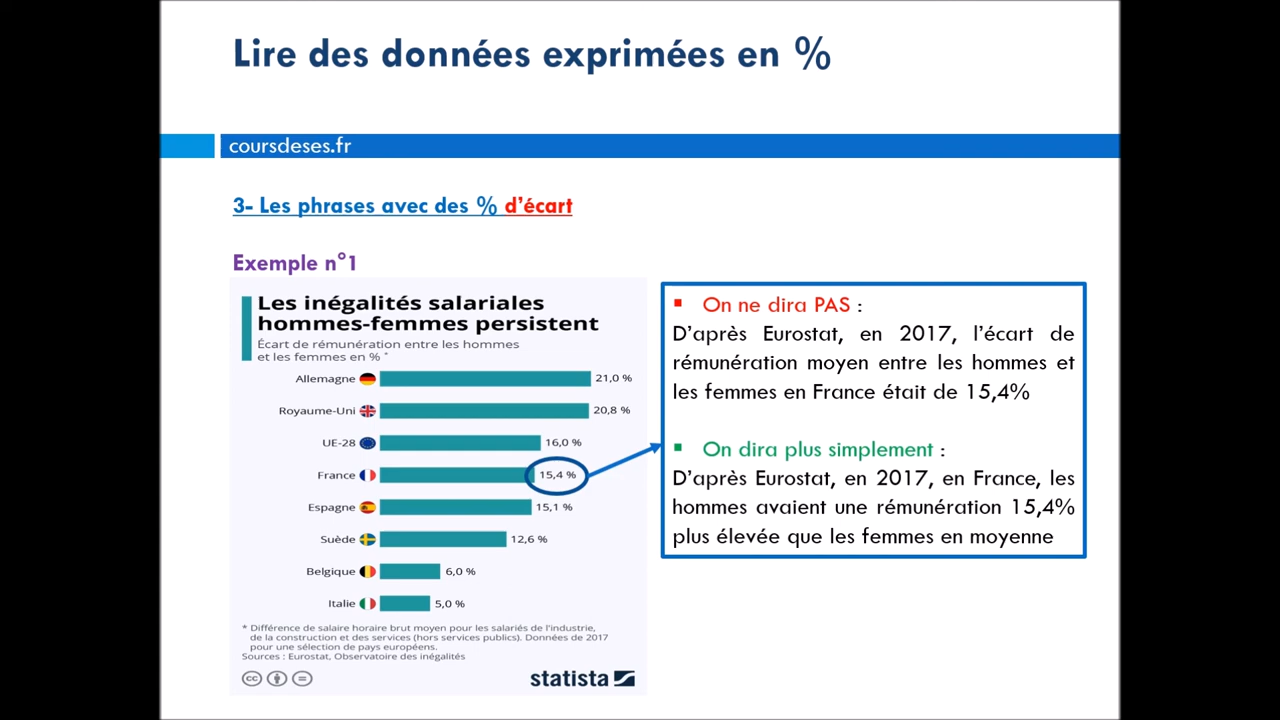 Lire des données exprimées en %
coursdeses.fr
3- Les phrases avec des % d'écart
Exemple n°1
Les inégalités salariales
hommes-femmes persistent
Écart de rémunération entre les hommes
et les femmes en % *
Allemagne 21,0 %
Royaume-Uni 20,8 %
UE-28 16,0 %
France 15,4 %
Espagne 15,1 %
Suède 12,6 %
Belgique 6,0 %
Italie 5,0 %
* Différence de salaire horaire brut moyen pour les salariés de l'industrie,
de la construction et des services (hors services publics). Données de 2017
pour une sélection de pays européens.
Sources : Eurostat, Observatoire des inégalités
cc
statista
On ne dira PAS :
D'après Eurostat, en 2017, l'écart de
rémunération moyen entre les hommes et
les femmes en France était de 15,4%
On dira plus simplement :
D'après Eurostat, en 2017, en France, les
hommes avaient une rémunération 15,4%
plus élevée que les femmes en moyenne